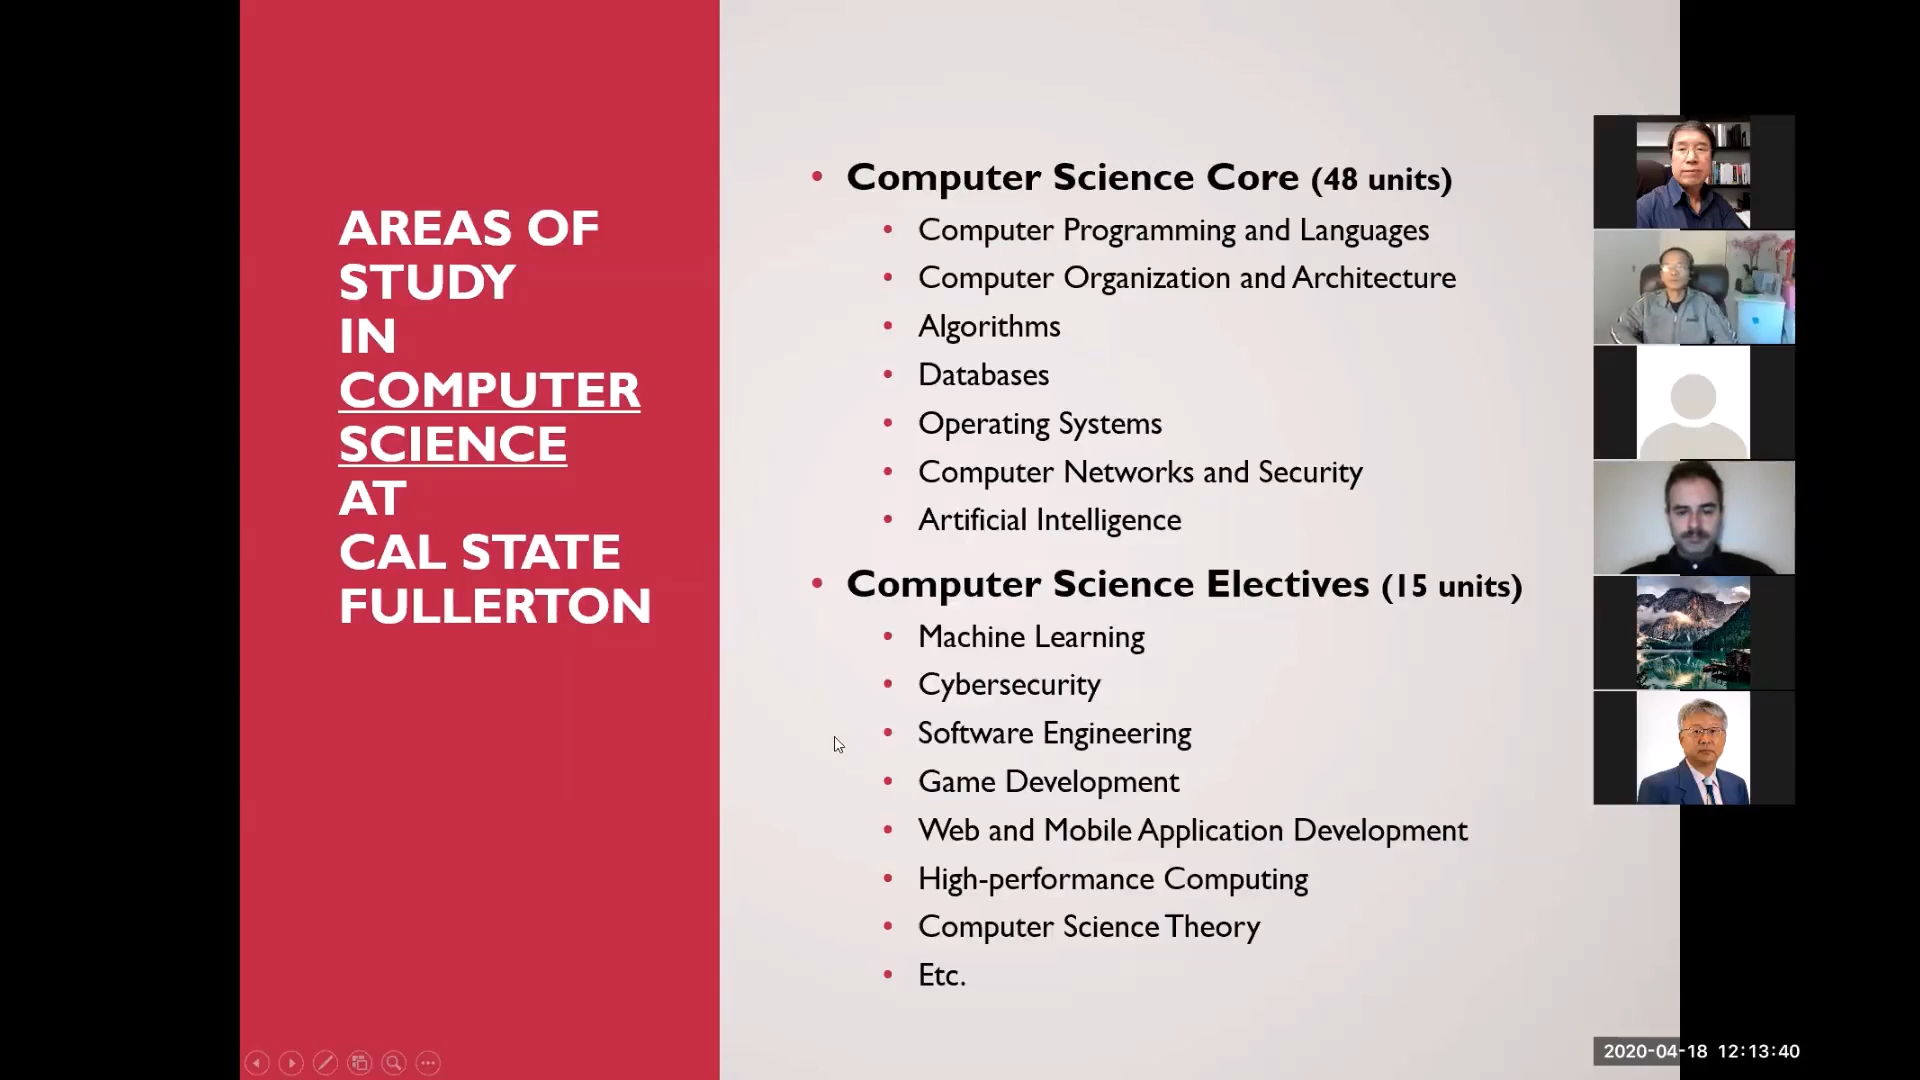 AREAS OF
STUDY
IN
COMPUTER
SCIENCE
AT
CAL STATE
FULLERTON
• Computer Science Core (48 units)
• Computer Programming and Languages
• Computer Organization and Architecture
• Algorithms
• Databases
• Operating Systems
• Computer Networks and Security
• Artificial Intelligence
• Computer Science Electives (15 units)
• Machine Learning
• Cybersecurity
• Software Engineering
• Game Development
• Web and Mobile Application Development
• High-performance Computing
• Computer Science Theory
• Etc.
2020-04-18 12:13:40